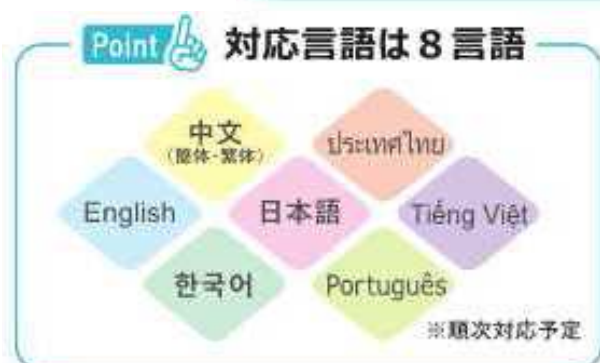 Point 対応言語は8言語
中文
(簡体・繁体)
ประเทศไทย
English
日本語
Tiếng Việt
한국어
Português
※順次対応予定